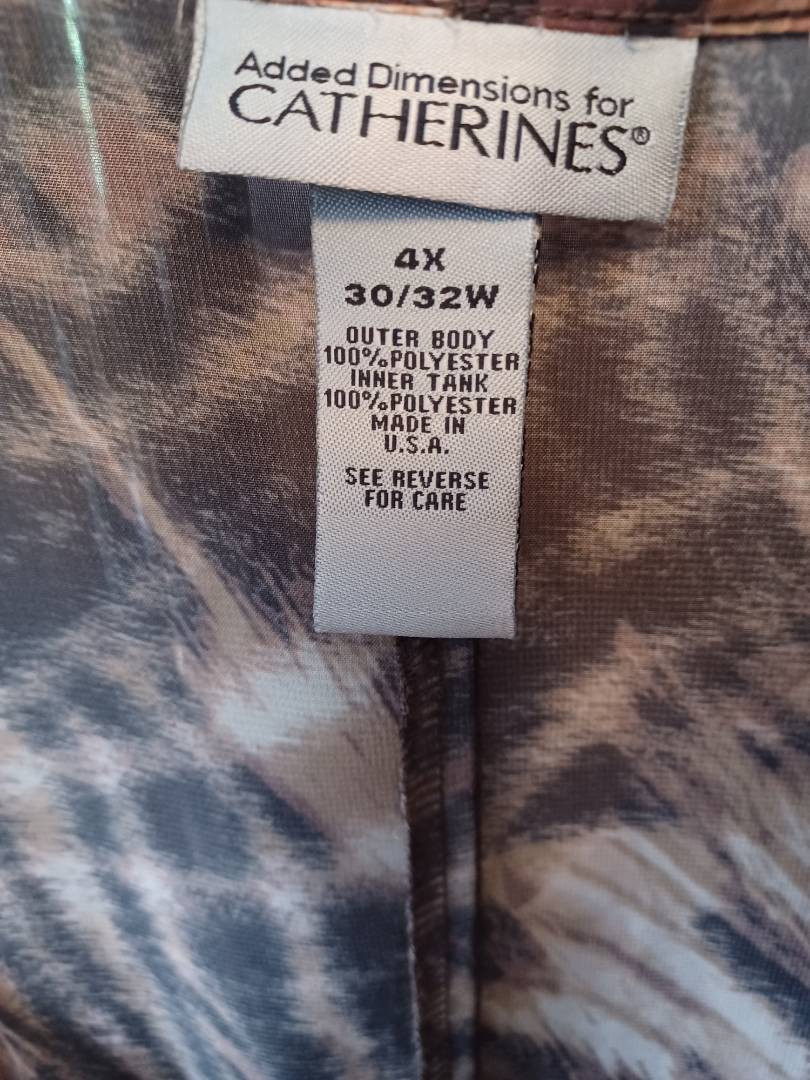 Added Dimensions for
CATHERINES®
4X
30/32W
OUTER BODY
100%POLYESTER
INNER TANK
100%POLYESTER
MADE IN
U.S.A.
SEE REVERSE
FOR CARE